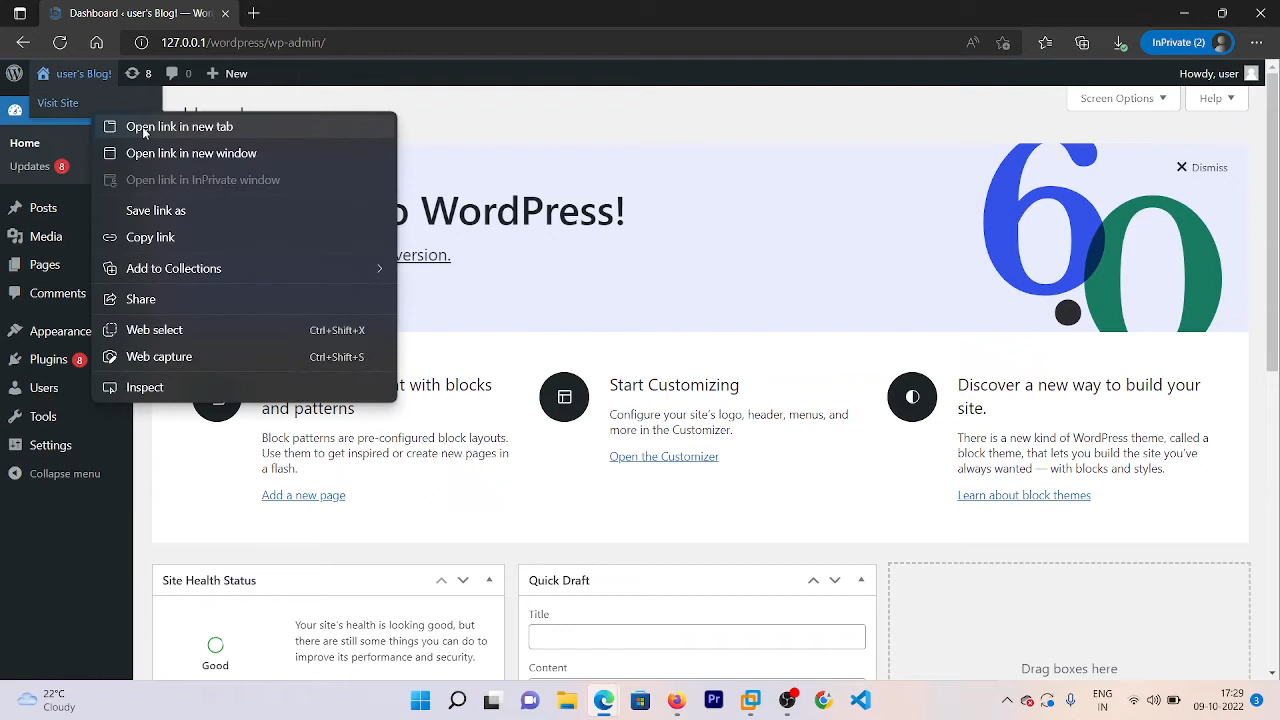 Dashboard ‹ user's Blog! — Wor
127.0.0.1/wordpress/wp-admin/
InPrivate (2)
user's Blog!
8
0
New
Howdy, user
Visit Site
Screen Options
Help
Open link in new tab
Open link in new window
Open link in InPrivate window
Save link as
Copy link
Add to Collections
Share
Web select
Ctrl+Shift+X
Web capture
Ctrl+Shift+S
Inspect
Home
Updates 8
Posts
Media
Pages
Comments
Appearance
Plugins 8
Users
Tools
Settings
Collapse menu
Dismiss
WordPress!
version.
60
t with blocks
and patterns
Block patterns are pre-configured block layouts.
Use them to get inspired or create new pages in
a flash.
Add a new page
Start Customizing
Configure your site's logo, header, menus, and
more in the Customizer.
Open the Customizer
Discover a new way to build your
site.
There is a new kind of WordPress theme, called a
block theme, that lets you build the site you've
always wanted — with blocks and styles.
Learn about block themes
Site Health Status
Good
Your site's health is looking good, but
there are still some things you can do to
improve its performance and security.
Quick Draft
Title
Content
Drag boxes here
22°C
Cloudy
Pr
ENG
IN
17:29
09-10-2022
3